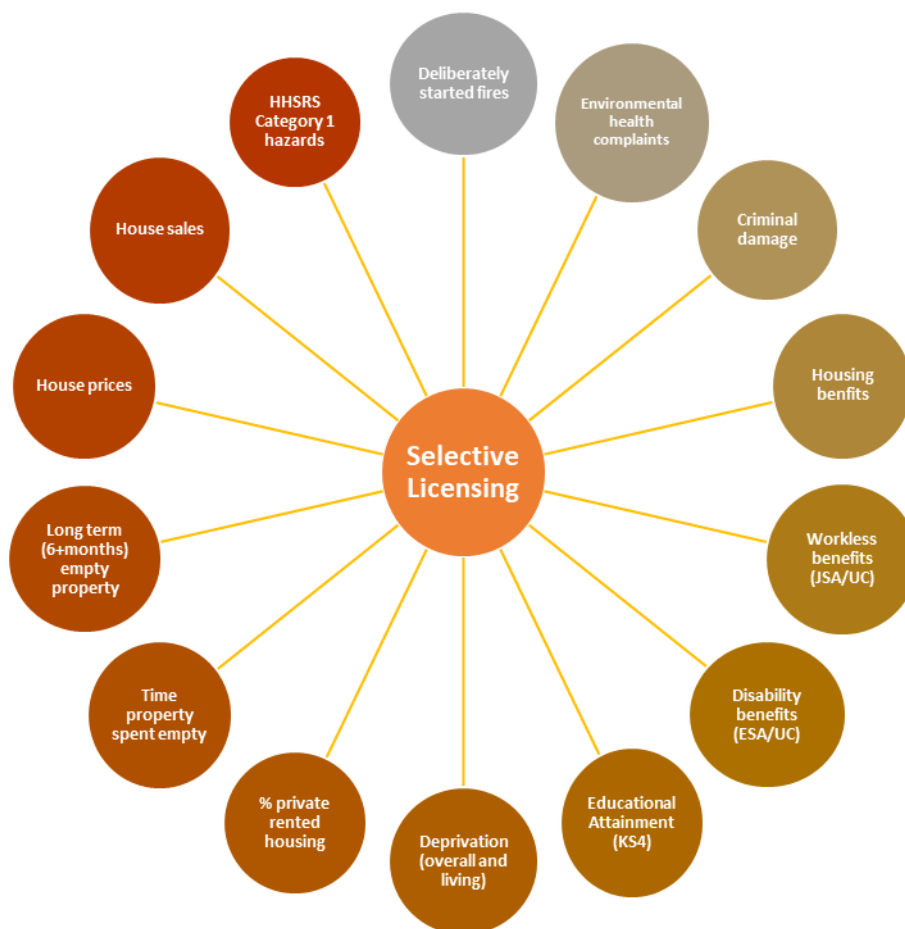 Deliberately
started fires
Environmental
health
complaints
Criminal
damage
Housing
benfits
Workless
benefits
(JSA/UC)
Disability
benefits
(ESA/UC)
Educational
Attainment
(KS4)
Deprivation
(overall and
living)
% private
rented
housing
Time
property
spent empty
Long term
(6+months)
empty
property
House prices
House sales
HHSRS
Category 1
hazards
Selective
Licensing